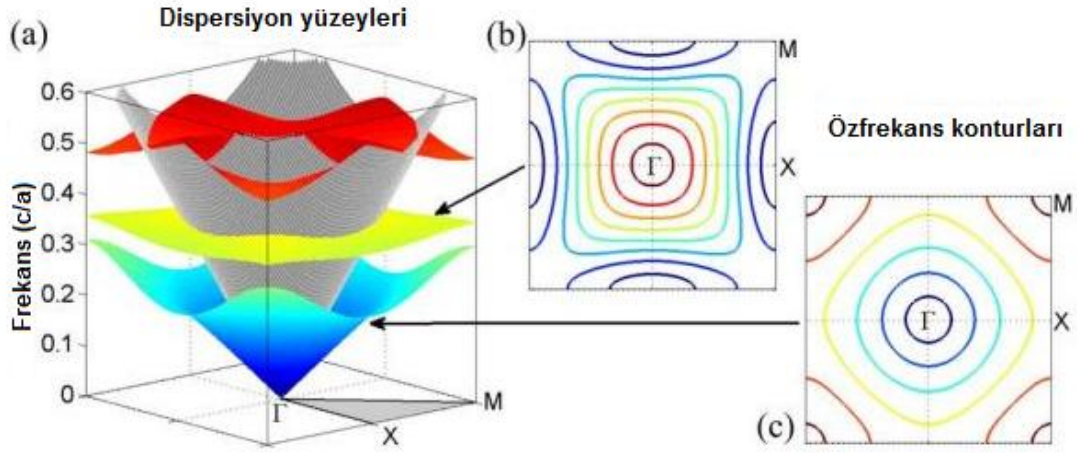 Dispersiyon yüzeyleri
(a)
Frekans (c/a)
0.6
0.5
0.4
0.3
0.2
0.1
0
Γ
X
M
(b)
M
Γ
X
Özfrekans konturları
M
Γ
X
(c)